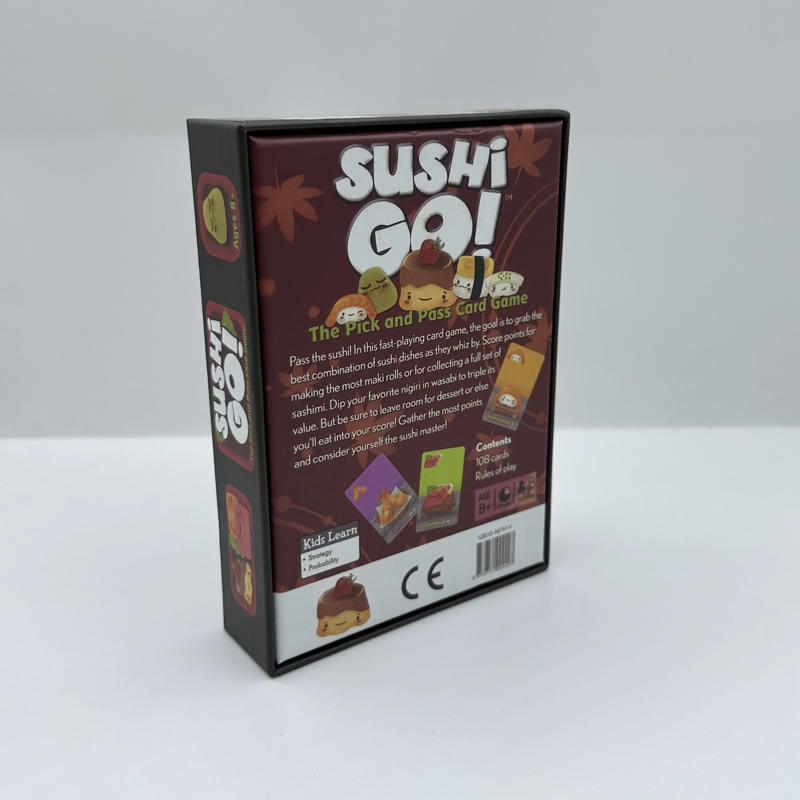 SUSHI
GO!™
The Pick and Pass Card Game
Pass the sushi! In this fast-playing card game, the goal is to grab the
best combination of sushi dishes as they whiz by. Score points for
making the most maki rolls or for collecting a full set of
sashimi. Dip your favorite nigiri in wasabi to triple its
value. But be sure to leave room for dessert or else
you'll eat into your score! Gather the most points
and consider yourself the sushi master!
Contents
108 cards
Rules of play
AGE
8+
Kids Learn
• Strategy
• Probability
CE
Ages 8+
SUSHI
GO!